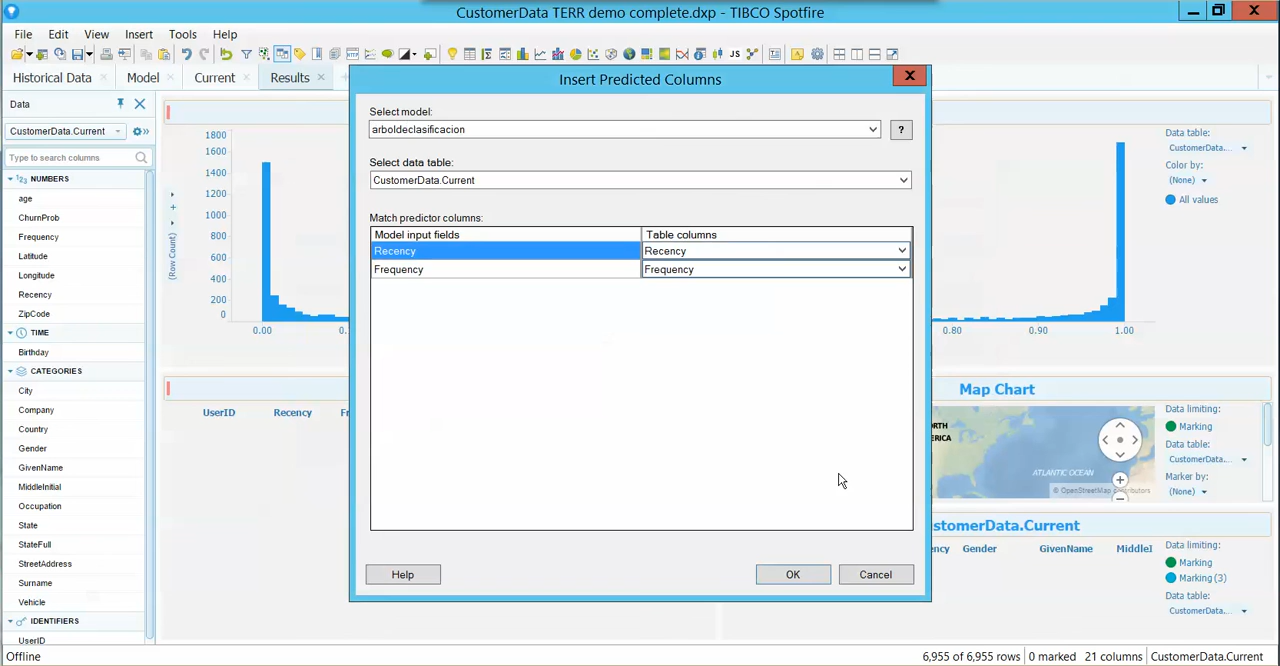 CustomerData TERR demo complete.dxp - TIBCO Spotfire
File Edit View Insert Tools Help
JS
Historical Data Model Current Results
Data
CustomerData.Current
Type to search columns
NUMBERS
age
ChurnProb
Frequency
Latitude
Longitude
Recency
ZipCode
TIME
Birthday
CATEGORIES
City
Company
Country
Gender
GivenName
MiddleInitial
Occupation
State
StateFull
StreetAddress
Surname
Vehicle
IDENTIFIERS
UserID
(Row Count)
1800
1600
1400
1200
1000
800
600
400
200
0
0.00
UserID Recency
Insert Predicted Columns
Select model:
arboldeclasificacion
?
Select data table:
CustomerData.Current
Match predictor columns:
Model input fields Table columns
Recency Recency
Frequency Frequency
Help OK Cancel
0.80 0.90 1.00
Data table:
CustomerData....
Color by:
(None)
All values
Map Chart
ATLANTIC OCEAN
© OpenStreetMap contributors
Data limiting:
Marking
Data table:
CustomerData....
Marker by:
(None)
stomerData.Current
Gender GivenName MiddleI
Data limiting:
Marking
Marking (3)
Data table:
CustomerData....
Offline 6,955 of 6,955 rows 0 marked 21 columns CustomerData.Current